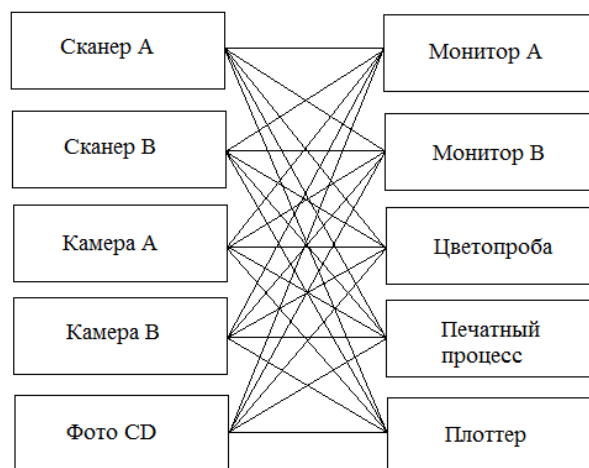 Сканер A
Сканер B
Камера A
Камера B
Фото CD
Монитор A
Монитор B
Цветопроба
Печатный
процесс
Плоттер